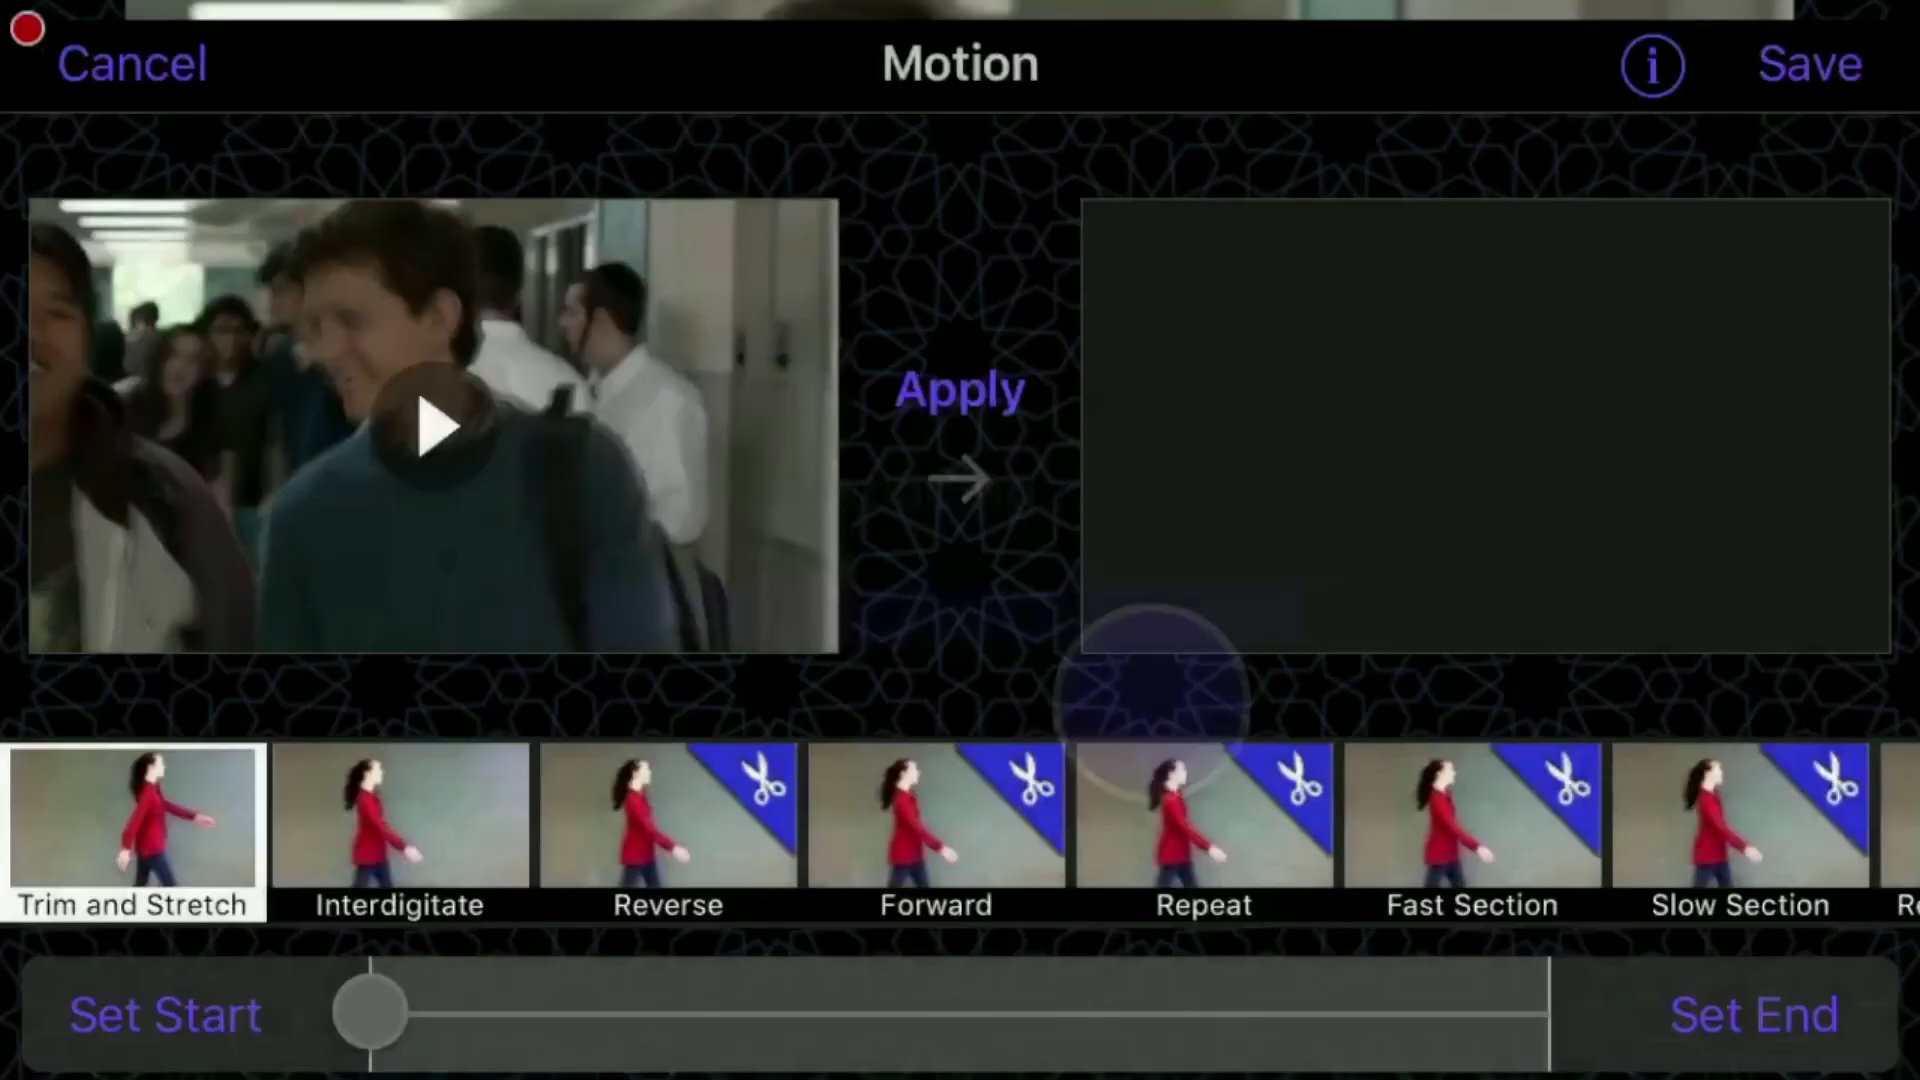 Cancel
Motion
i
Save
Apply
Trim and Stretch
Interdigitate
Reverse
Forward
Repeat
Fast Section
Slow Section
Set Start
Set End